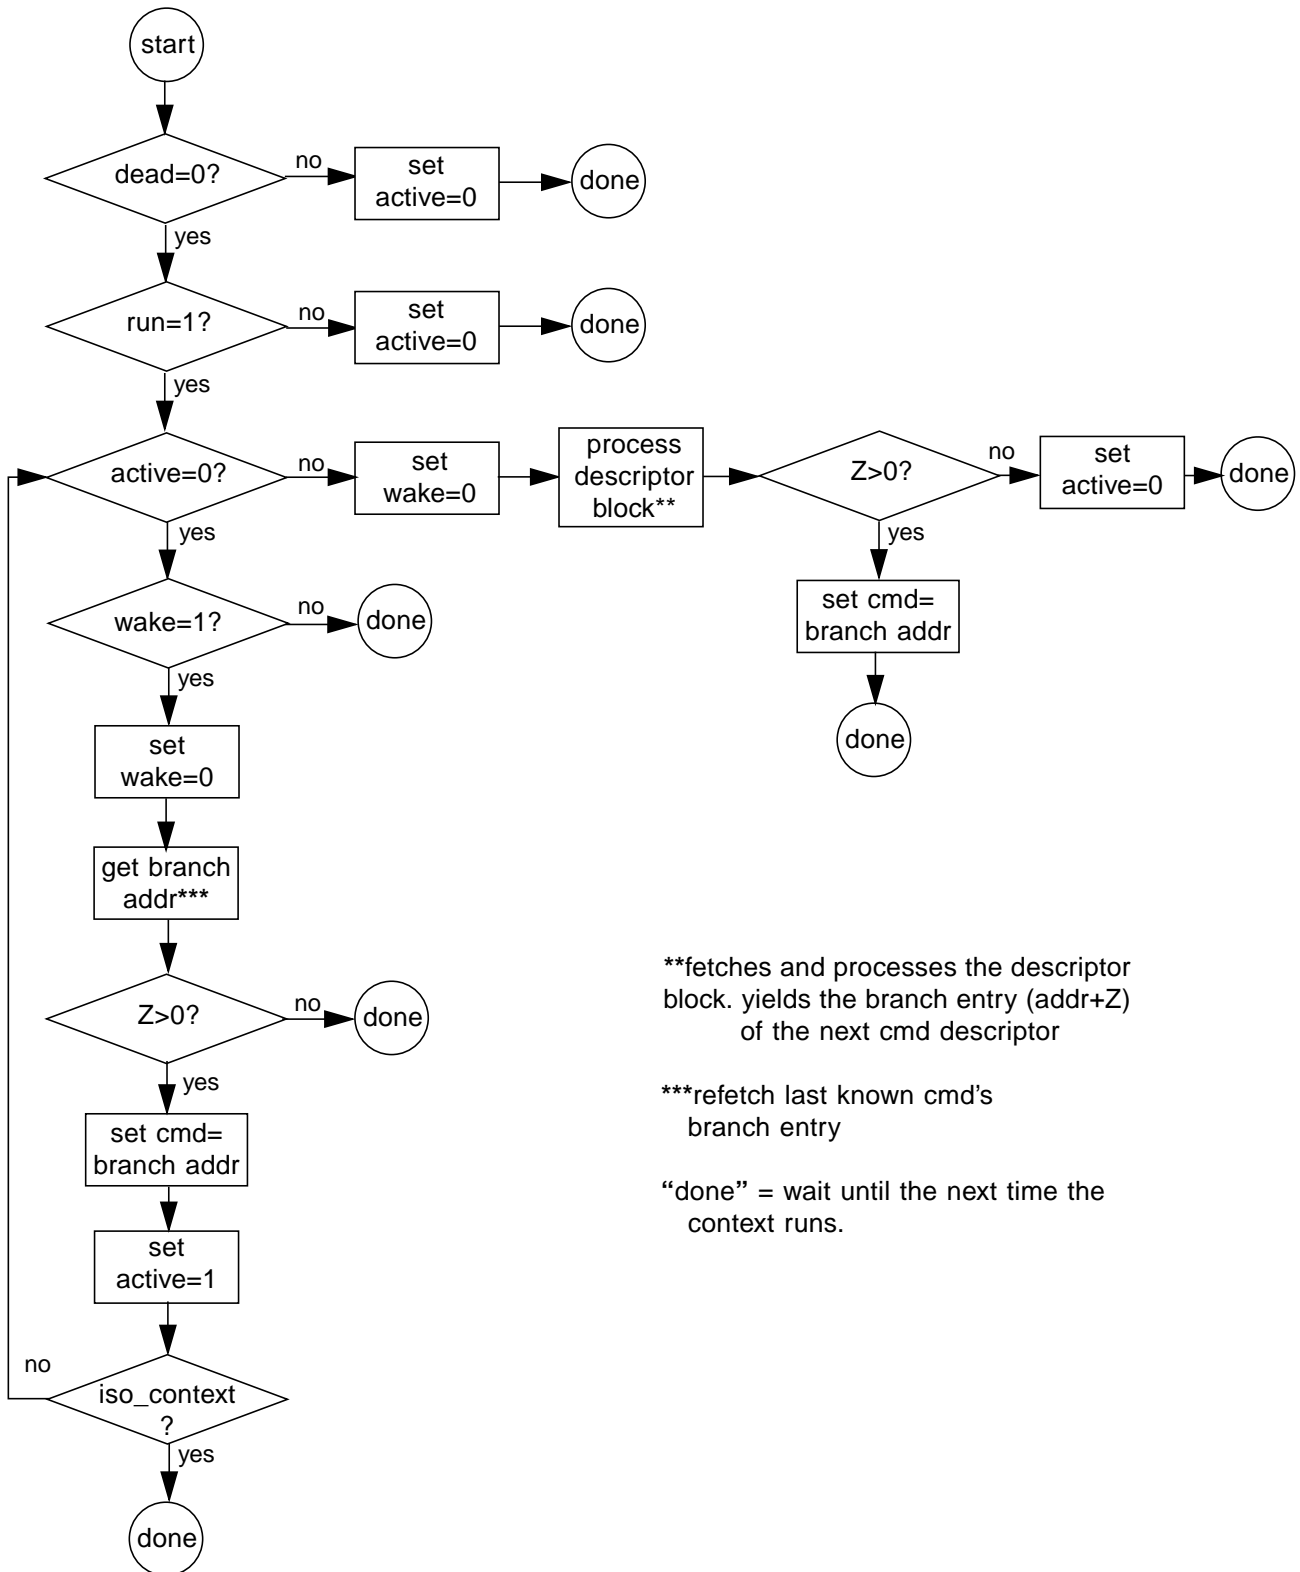 start
dead=0?
no
set
active=0
done
yes
run=1?
no
set
active=0
done
yes
active=0?
no
set
wake=0
process
descriptor
block**
Z>0?
no
set
active=0
done
yes
set cmd=
branch addr
done
yes
wake=1?
no
done
yes
set
wake=0
get branch
addr***
Z>0?
no
done
yes
set cmd=
branch addr
set
active=1
no
iso_context
?
yes
done
**fetches and processes the descriptor
block. yields the branch entry (addr+Z)
of the next cmd descriptor
***refetch last known cmd's
branch entry
“done” = wait until the next time the
context runs.